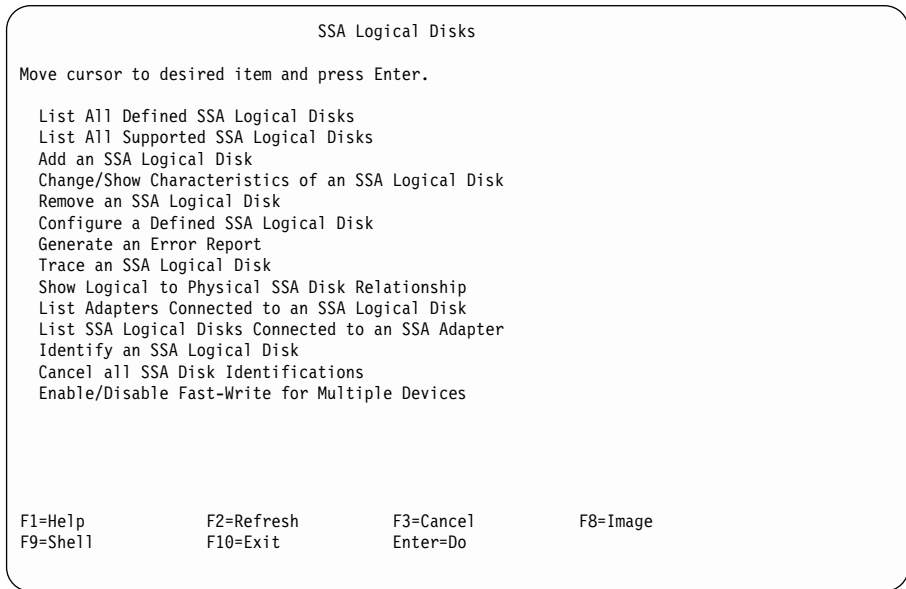 SSA Logical Disks
Move cursor to desired item and press Enter.
List All Defined SSA Logical Disks
List All Supported SSA Logical Disks
Add an SSA Logical Disk
Change/Show Characteristics of an SSA Logical Disk
Remove an SSA Logical Disk
Configure a Defined SSA Logical Disk
Generate an Error Report
Trace an SSA Logical Disk
Show Logical to Physical SSA Disk Relationship
List Adapters Connected to an SSA Logical Disk
List SSA Logical Disks Connected to an SSA Adapter
Identify an SSA Logical Disk
Cancel all SSA Disk Identifications
Enable/Disable Fast-Write for Multiple Devices
F1=Help F2=Refresh F3=Cancel F8=Image
F9=Shell F10=Exit Enter=Do